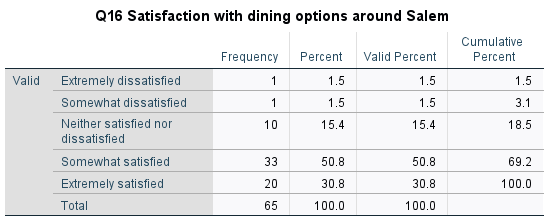 Q16 Satisfaction with dining options around Salem
Frequency Percent Valid Percent Cumulative Percent
Valid Extremely dissatisfied 1 1.5 1.5 1.5
Somewhat dissatisfied 1 1.5 1.5 3.1
Neither satisfied nor dissatisfied 10 15.4 15.4 18.5
Somewhat satisfied 33 50.8 50.8 69.2
Extremely satisfied 20 30.8 30.8 100.0
Total 65 100.0 100.0